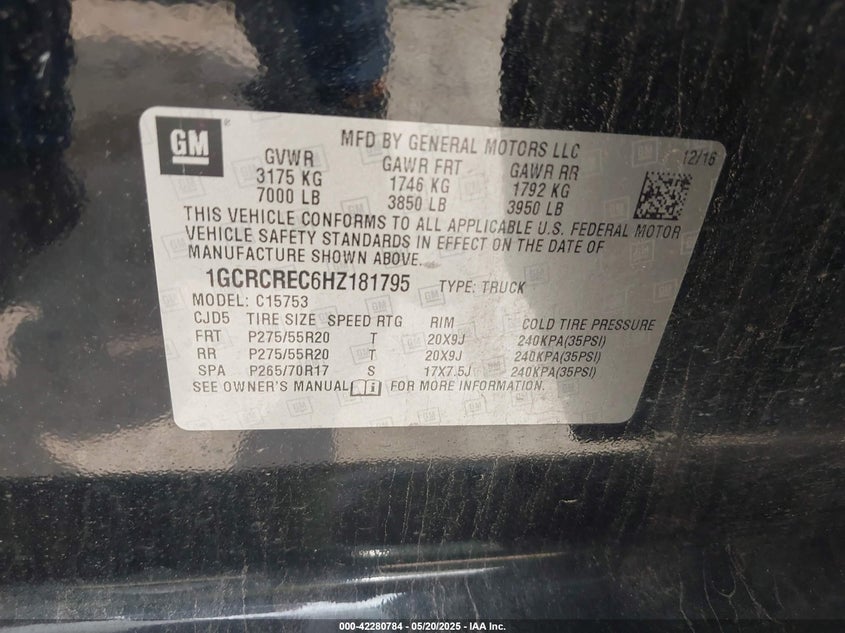 GM
MFD BY GENERAL MOTORS LLC
12/16
GVWR GAWR FRT GAWR RR
3175 KG 1746 KG 1792 KG
7000 LB 3850 LB 3950 LB
THIS VEHICLE CONFORMS TO ALL APPLICABLE U.S. FEDERAL MOTOR
VEHICLE SAFETY STANDARDS IN EFFECT ON THE DATE OF
MANUFACTURE SHOWN ABOVE.
1GCRCREC6HZ181795 TYPE: TRUCK
MODEL: C15753
CJD5 TIRE SIZE SPEED RTG RIM COLD TIRE PRESSURE
FRT P275/55R20 T 20X9J 240KPA(35PSI)
RR P275/55R20 T 20X9J 240KPA(35PSI)
SPA P265/70R17 S 17X7.5J 240KPA(35PSI)
SEE OWNER'S MANUAL FOR MORE INFORMATION.
000-42280784 - 05/20/2025 - IAA Inc.